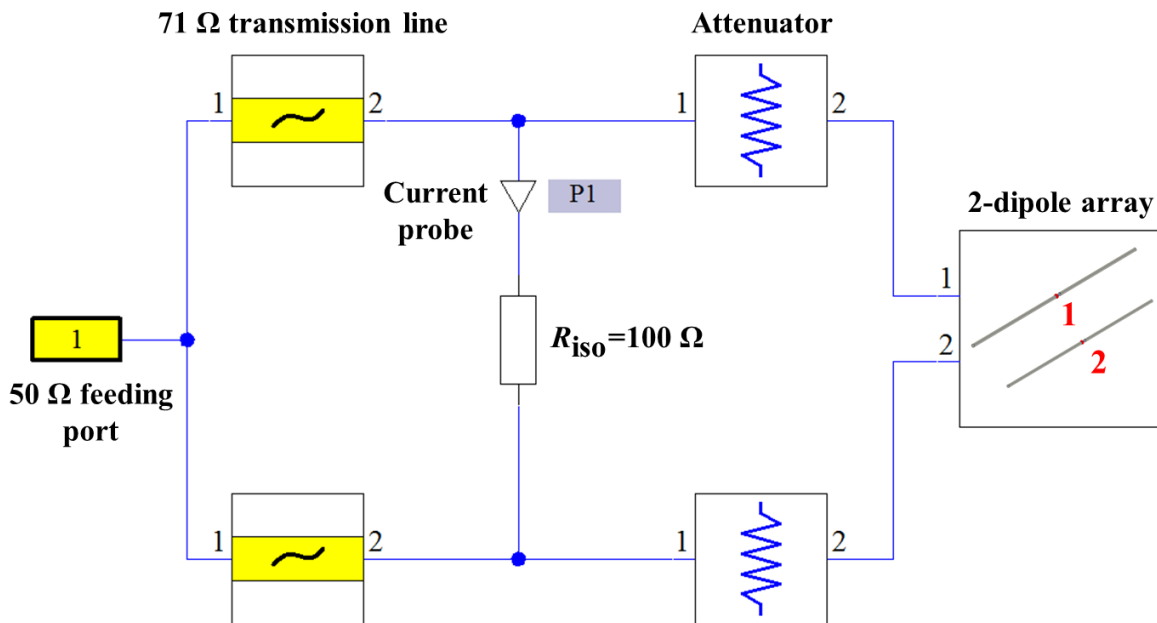 71 Ω transmission line
Attenuator
1
2
1
2
Current
probe
P1
2-dipole array
1
1
2
2
1
R_iso=100 Ω
50 Ω feeding
port
1
2
1
2